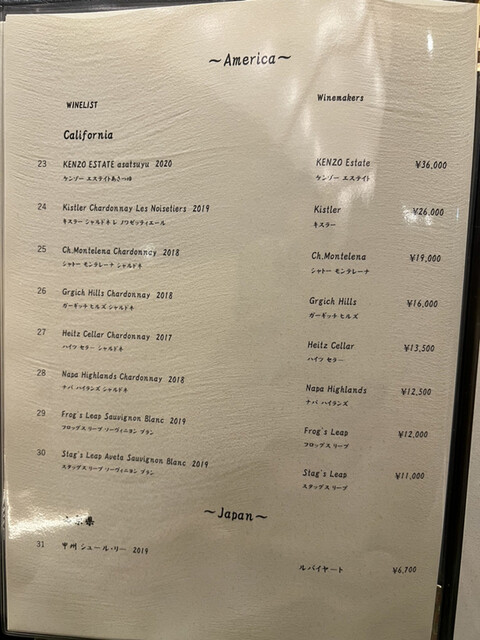 ~America~
WINELIST Winemakers
California
23 KENZO ESTATE asatsuyu 2020 KENZO Estate ¥36,000
ケンゾー エステイトあさつゆ ケンゾー エステイト
24 Kistler Chardonnay Les Noisetiers 2019 Kistler ¥26,000
キスラー シャルドネ レ ノワゼッティエール キスラー
25 Ch.Montelena Chardonnay 2018 Ch.Montelena ¥19,000
シャトー モンテレーナ シャルドネ シャトー モンテレーナ
26 Grgich Hills Chardonnay 2018 Grgich Hills ¥16,000
ガーギッチ ヒルズ シャルドネ ガーギッチ ヒルズ
27 Heitz Cellar Chardonnay 2017 Heitz Cellar ¥13,500
ハイツ セラー シャルドネ ハイツ セラー
28 Napa Highlands Chardonnay 2018 Napa Highlands ¥12,500
ナパ ハイランズ シャルドネ ナパ ハイランズ
29 Frog's Leap Sauvignon Blanc 2019 Frog's Leap ¥12,000
フロッグス リープ ソーヴィニヨン ブラン フロッグス リープ
30 Stag's Leap Aveta Sauvignon Blanc 2019 Stag's Leap ¥11,000
スタッグス リープ ソーヴィニヨン ブラン スタッグス リープ
~Japan~
県
31 甲州 シュール・リー 2019 ルバイヤート ¥6,700